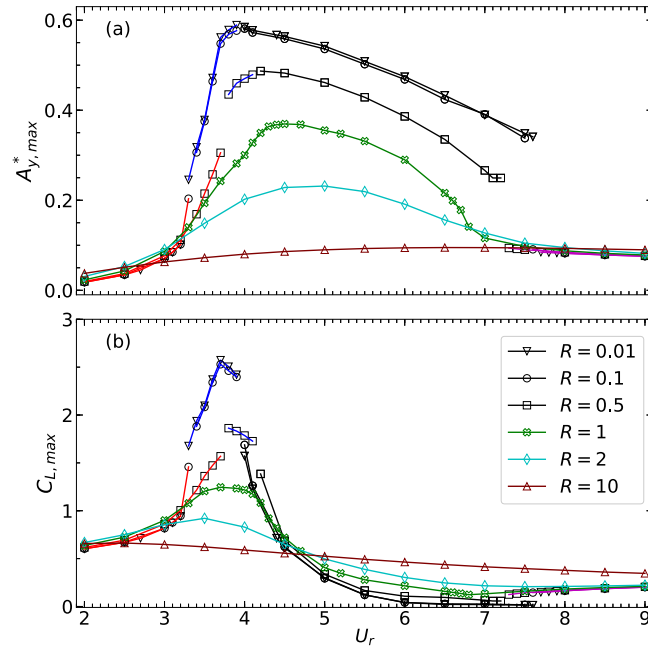 (a)
A*y,max
0.6
0.4
0.2
0.0
(b)
CL,max
3
2
1
0
R = 0.01
R = 0.1
R = 0.5
R = 1
R = 2
R = 10
2 3 4 5 6 7 8 9
Ur